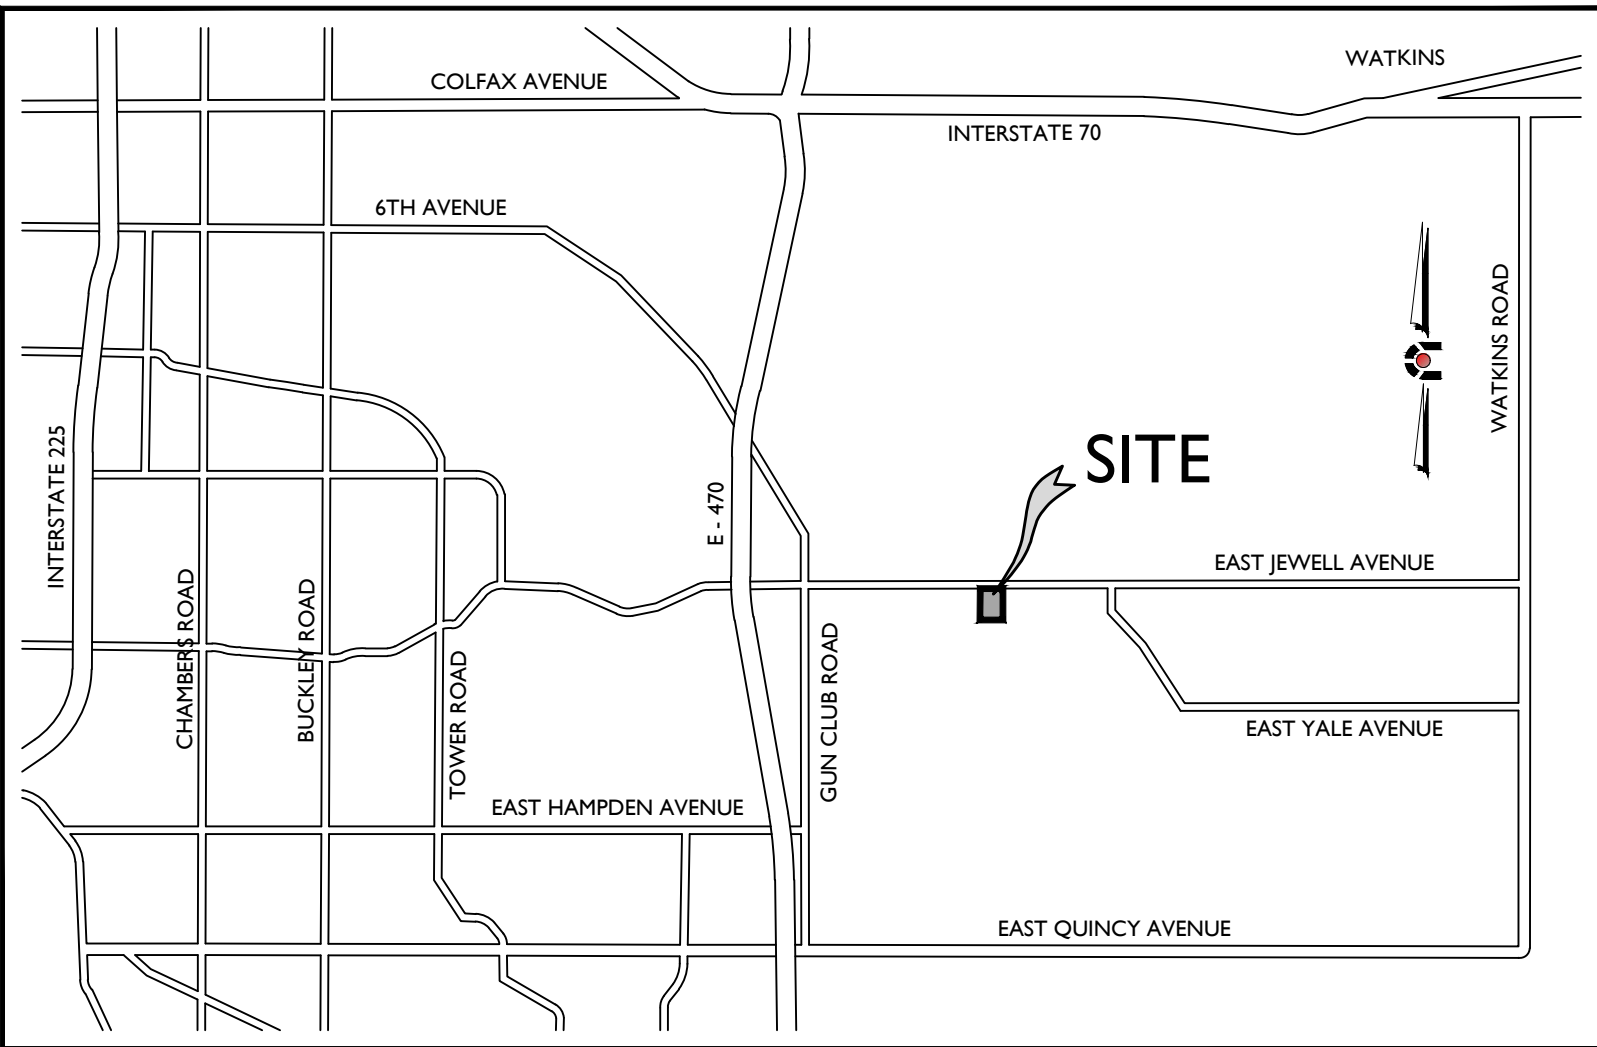 WATKINS
COLFAX AVENUE
INTERSTATE 70
6TH AVENUE
WATKINS ROAD
INTERSTATE 225
SITE
E - 470
EAST JEWELL AVENUE
CHAMBERS ROAD
BUCKLEY ROAD
TOWER ROAD
GUN CLUB ROAD
EAST YALE AVENUE
EAST HAMPDEN AVENUE
EAST QUINCY AVENUE